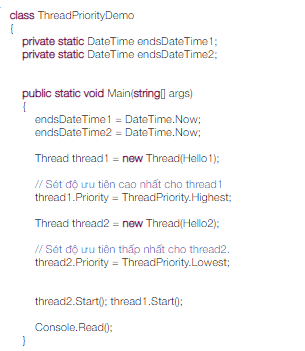 class ThreadPriorityDemo
{
private static DateTime endsDateTime1;
private static DateTime endsDateTime2;
public static void Main(string[] args)
{
endsDateTime1 = DateTime.Now;
endsDateTime2 = DateTime.Now;
Thread thread1 = new Thread(Hello1);
// Sét độ ưu tiên cao nhất cho thread1
thread1.Priority = ThreadPriority.Highest;
Thread thread2 = new Thread(Hello2);
// Sét độ ưu tiên thấp nhất cho thread2.
thread2.Priority = ThreadPriority.Lowest;
thread2.Start(); thread1.Start();
Console.Read();
}